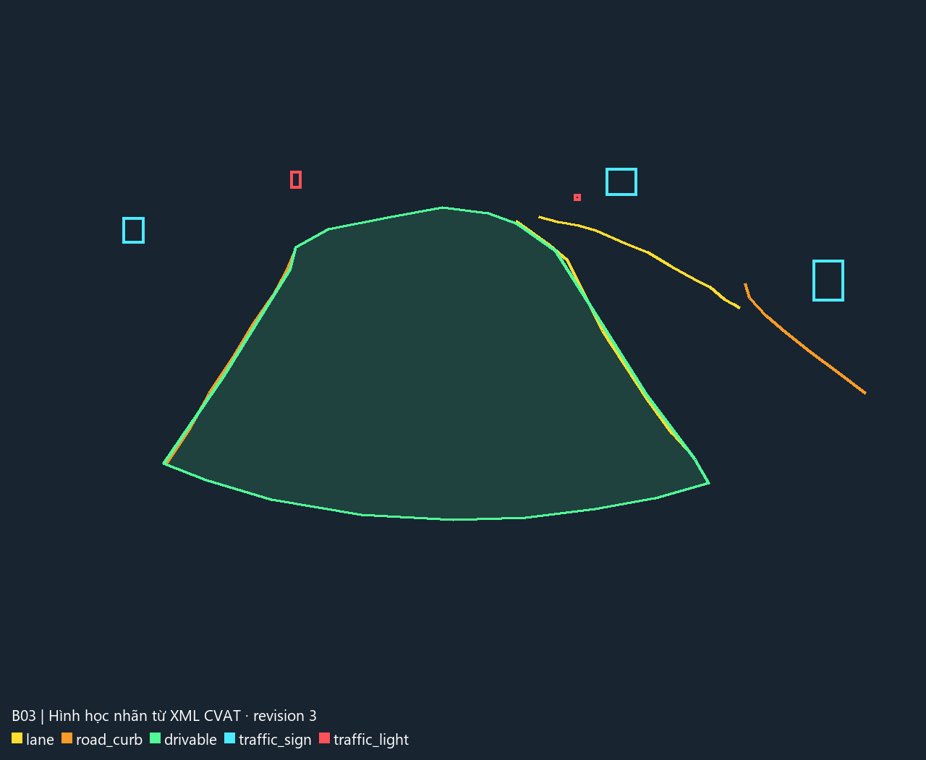 B03 | Hình học nhãn từ XML CVAT · revision 3
lane road_curb drivable traffic_sign traffic_light